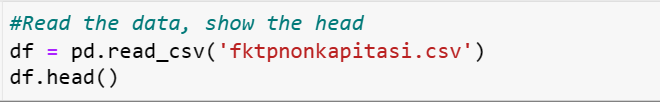 #Read the data, show the head
df = pd.read_csv('fktpnonkapitasi.csv')
df.head()